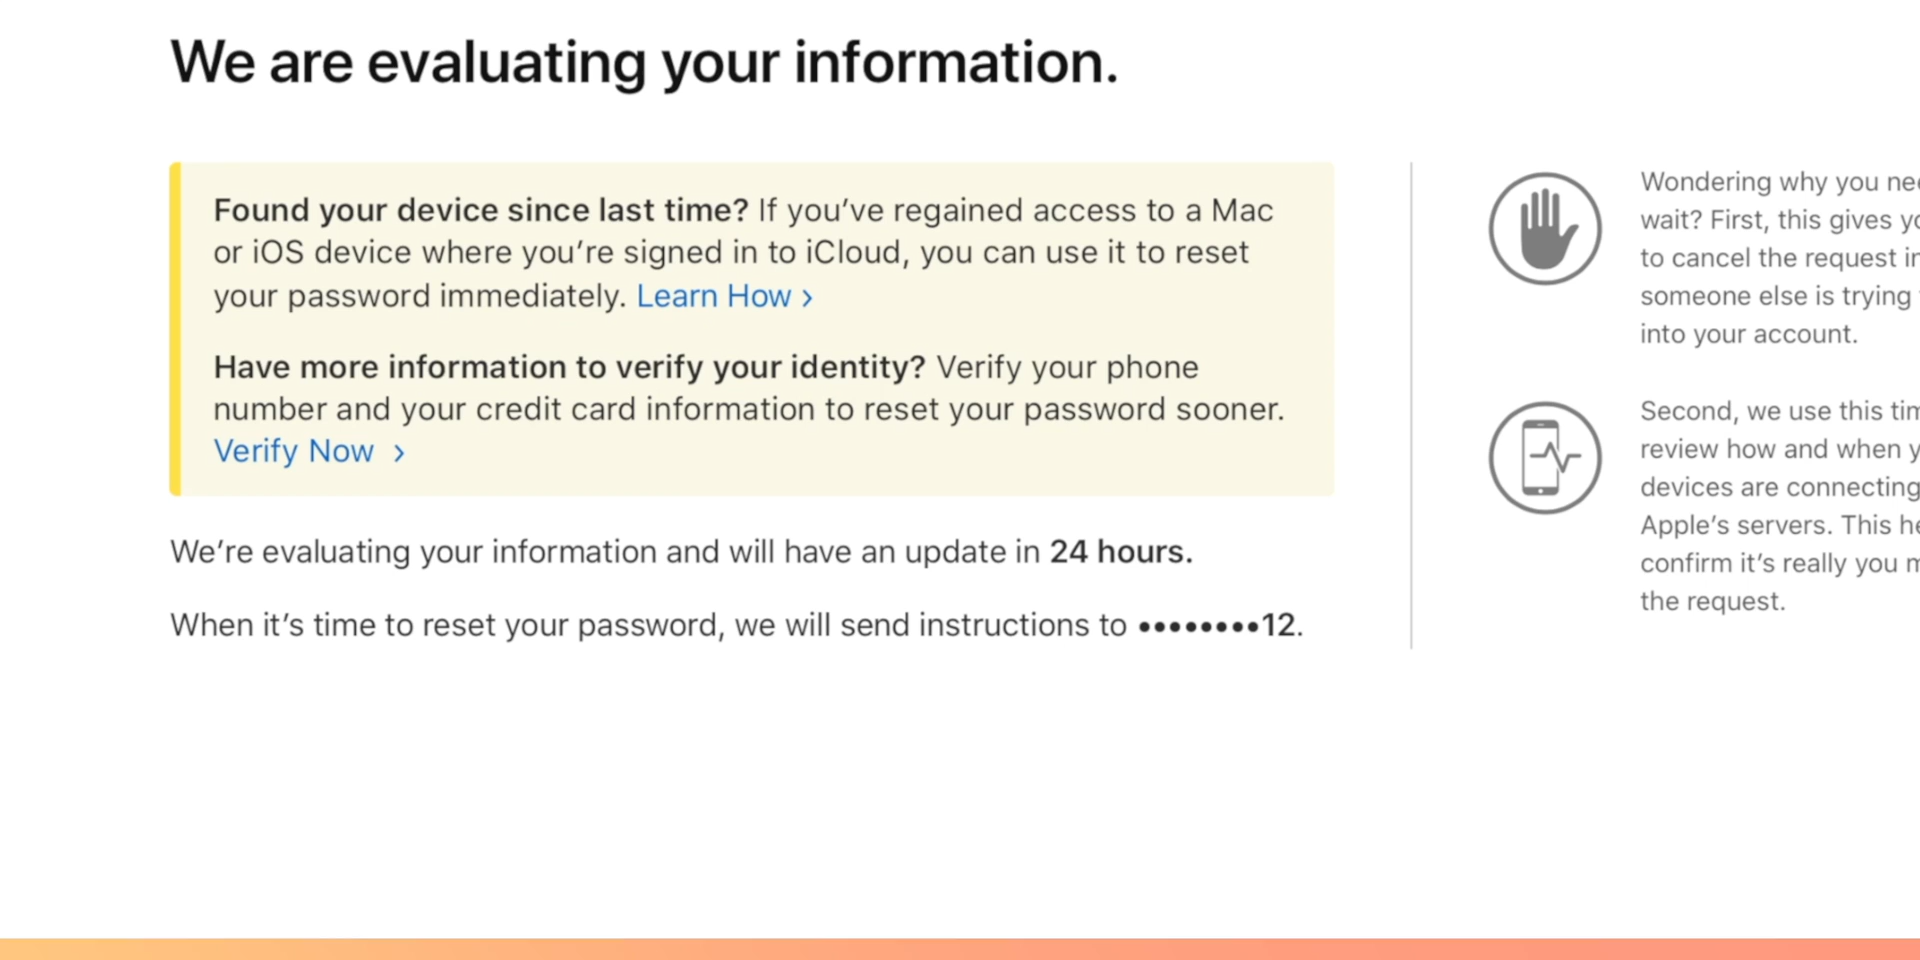 We are evaluating your information.
Found your device since last time? If you’ve regained access to a Mac
or iOS device where you’re signed in to iCloud, you can use it to reset
your password immediately. Learn How ›
Have more information to verify your identity? Verify your phone
number and your credit card information to reset your password sooner.
Verify Now ›
We’re evaluating your information and will have an update in 24 hours.
When it’s time to reset your password, we will send instructions to ••••••••12.
Wondering why you
wait? First, this gives
to cancel the request
someone else is trying
into your account.
Second, we use this
review how and when
devices are connecting
Apple’s servers. This
confirm it’s really you
the request.